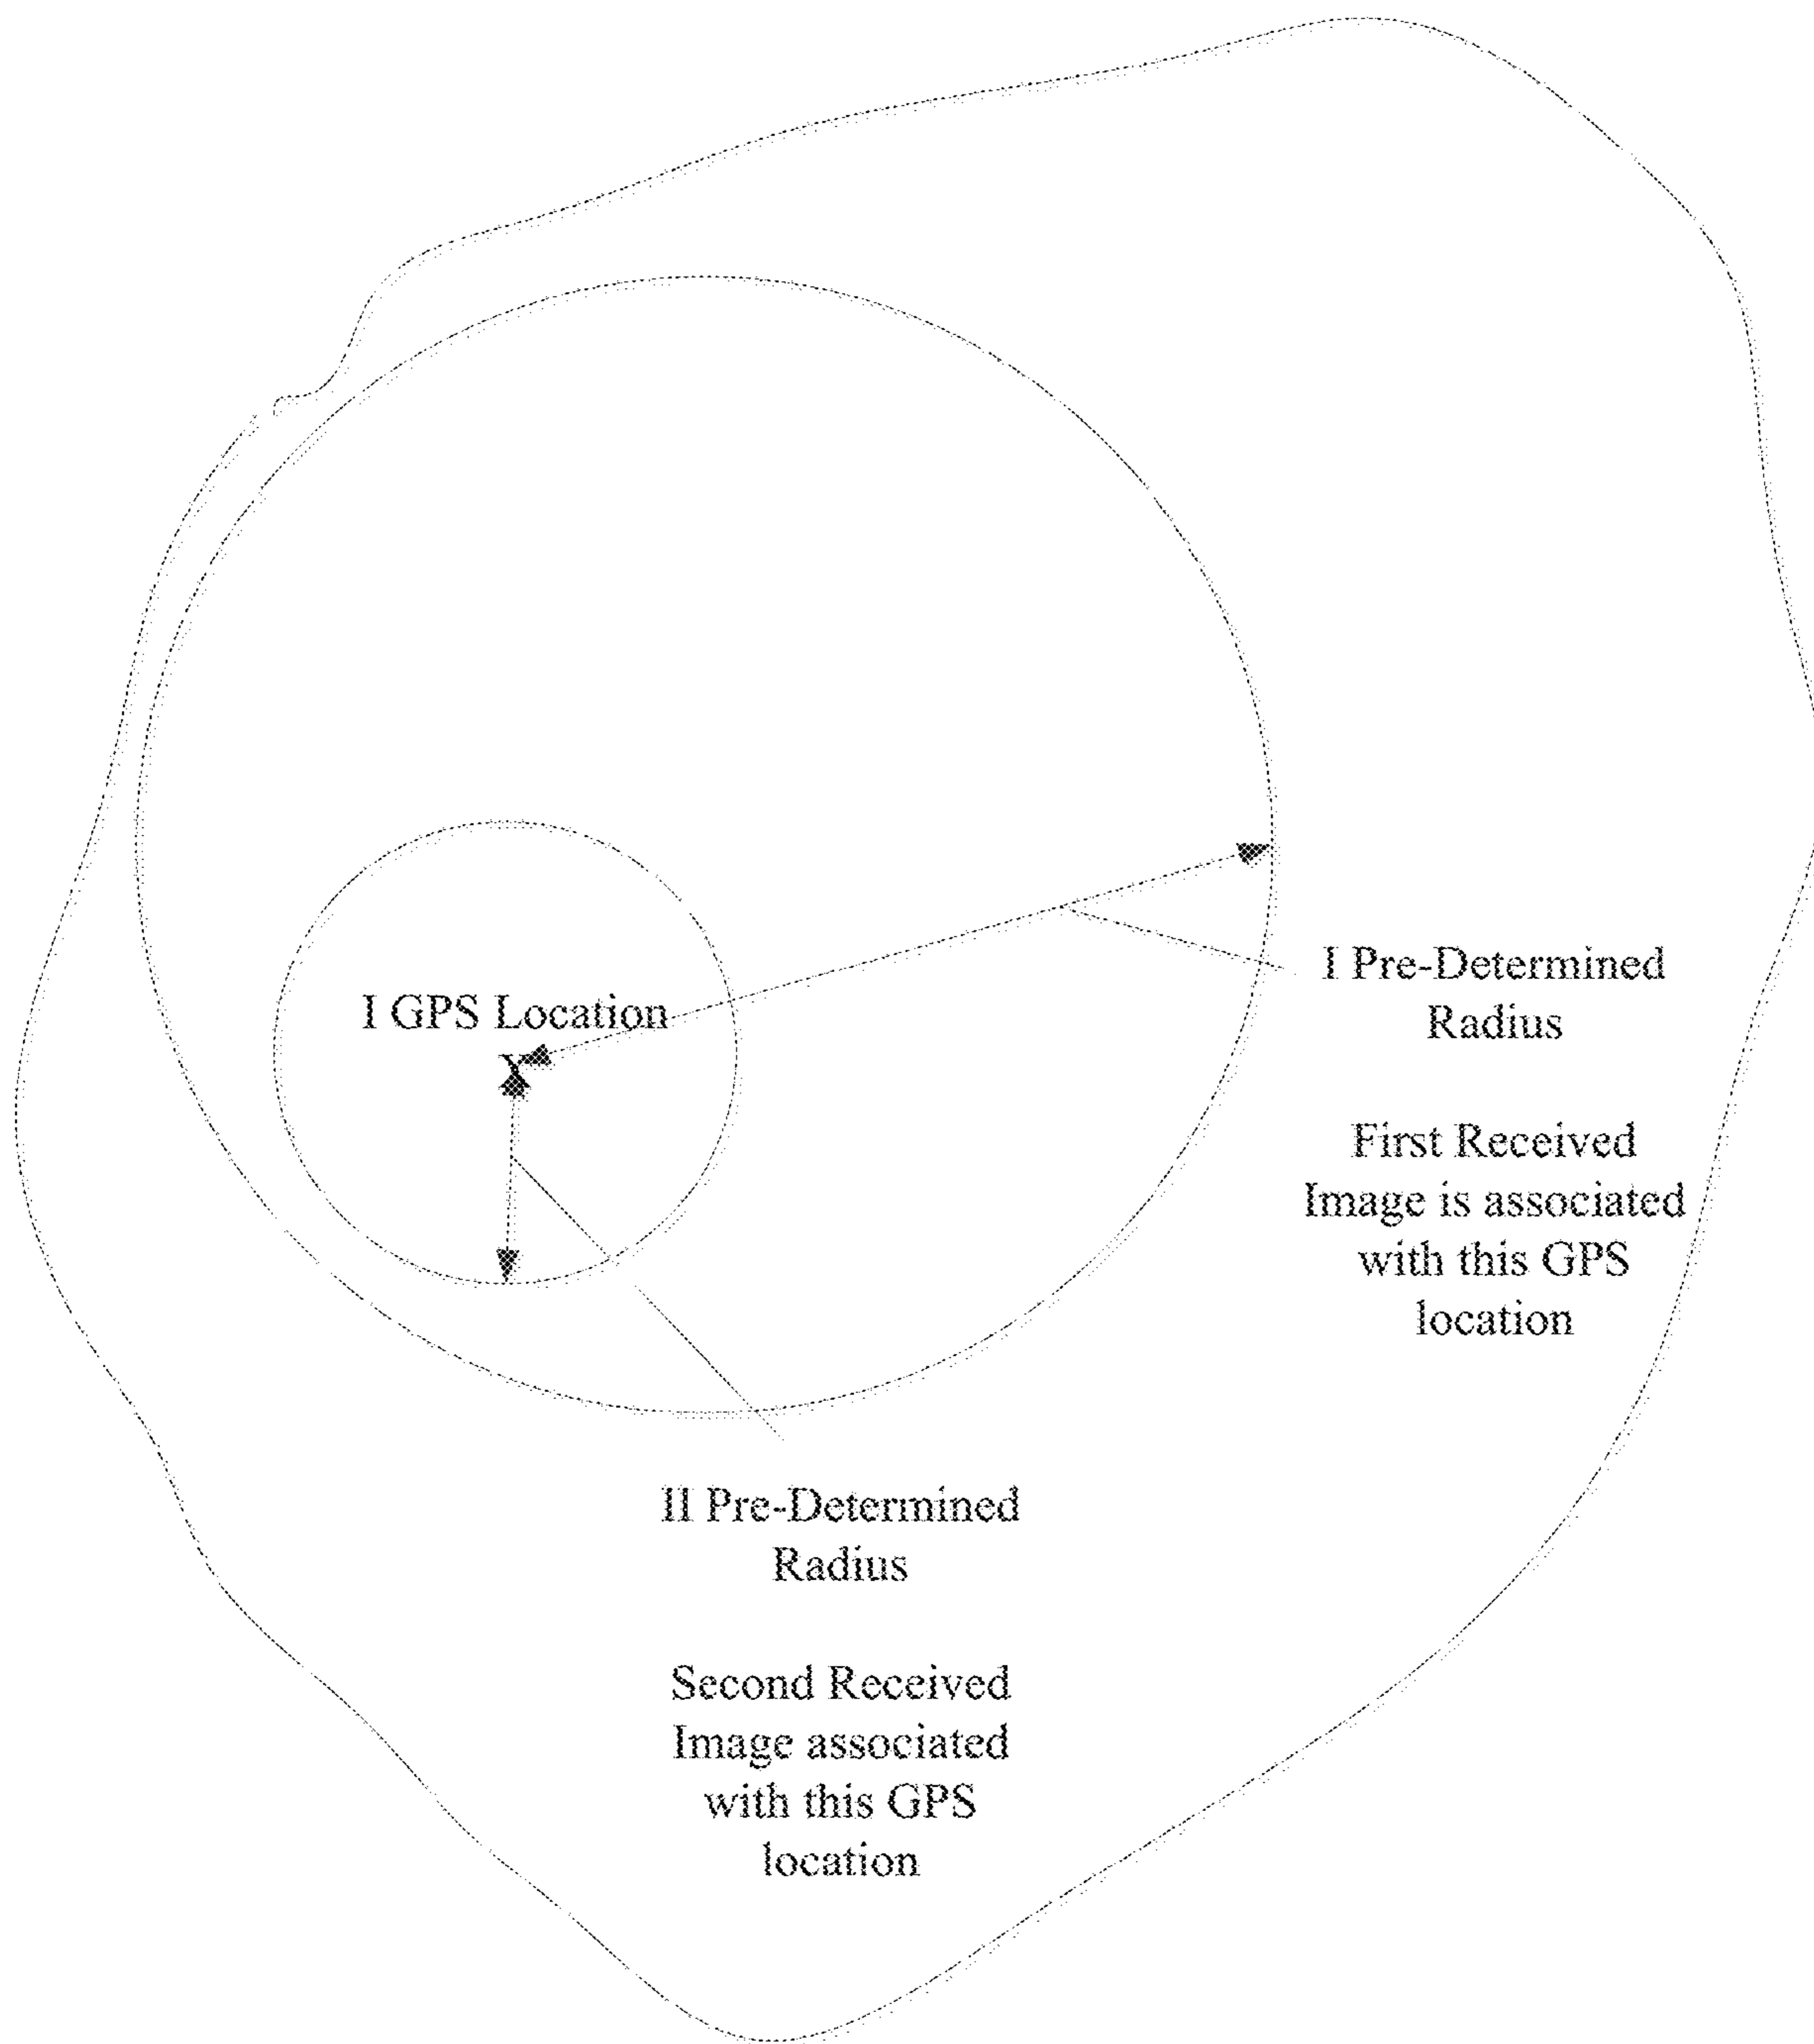 I GPS Location
X
I Pre-Determined
Radius
First Received
Image is associated
with this GPS
location
II Pre-Determined
Radius
Second Received
Image associated
with this GPS
location